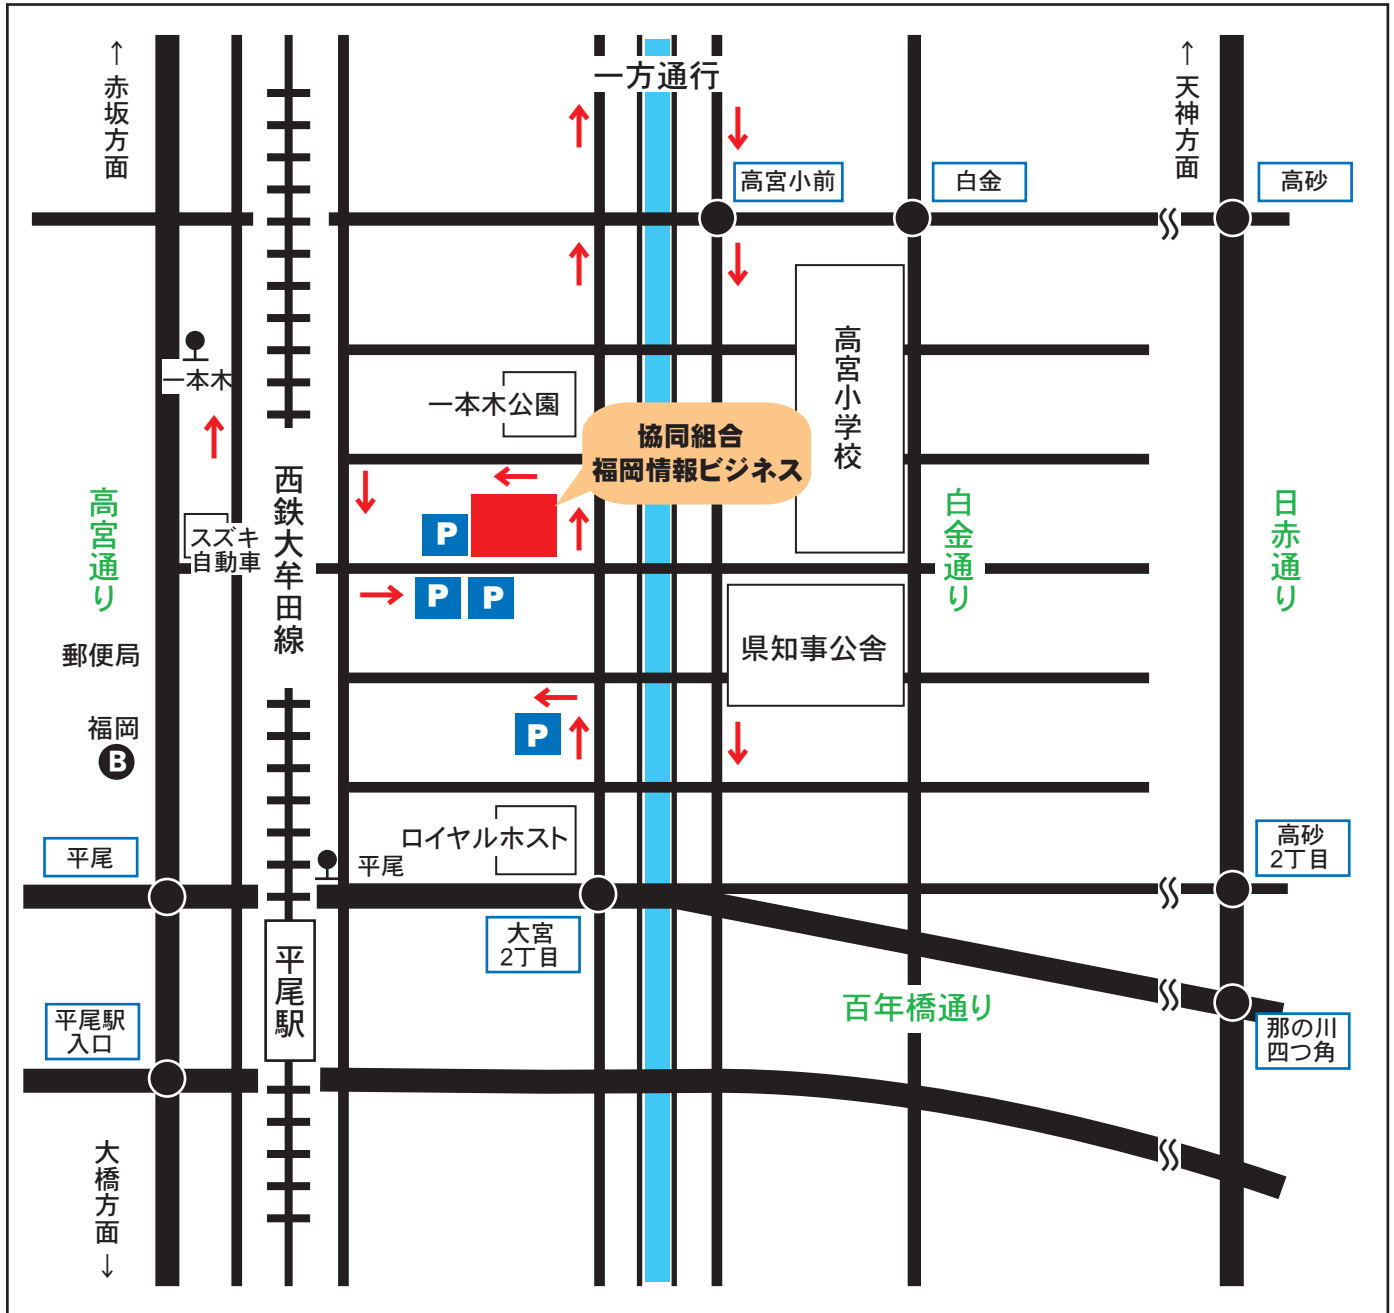 ↑赤坂方面
一方通行
↑天神方面
高宮小前
白金
高砂
一本木
一本木公園
高宮小学校
協同組合
福岡情報ビジネス
高宮通り
スズキ
自動車
西鉄大牟田線
P
白金通り
日赤通り
P
P
郵便局
県知事公舎
福岡
B
P
平尾
ロイヤルホスト
平尾
高砂
2丁目
大宮
2丁目
平尾駅
百年橋通り
平尾駅
入口
那の川
四つ角
大橋方面↓